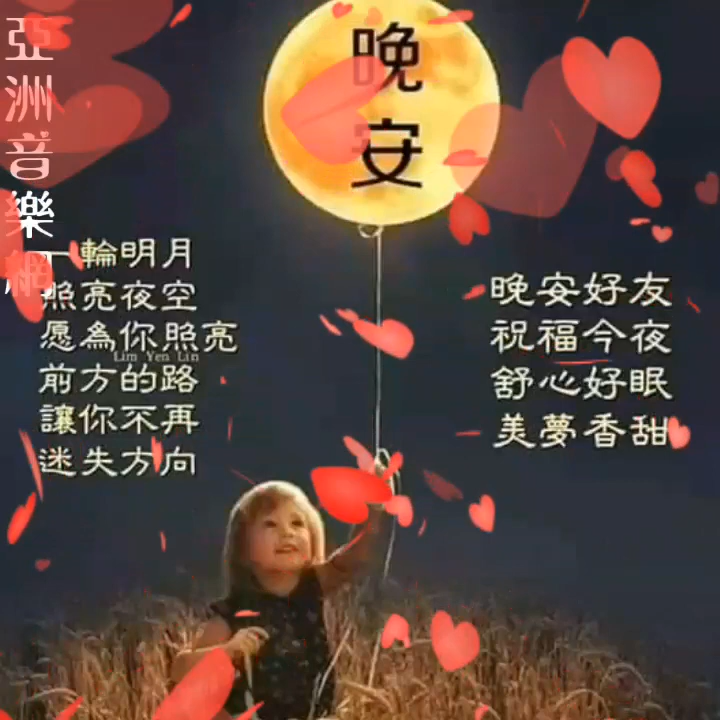 亞洲音樂網
晚安
一輪明月
照亮夜空
愿為你照亮
Lim Yen Lin
前方的路
讓你不再
迷失方向
晚安好友
祝福今夜
舒心好眠
美夢香甜